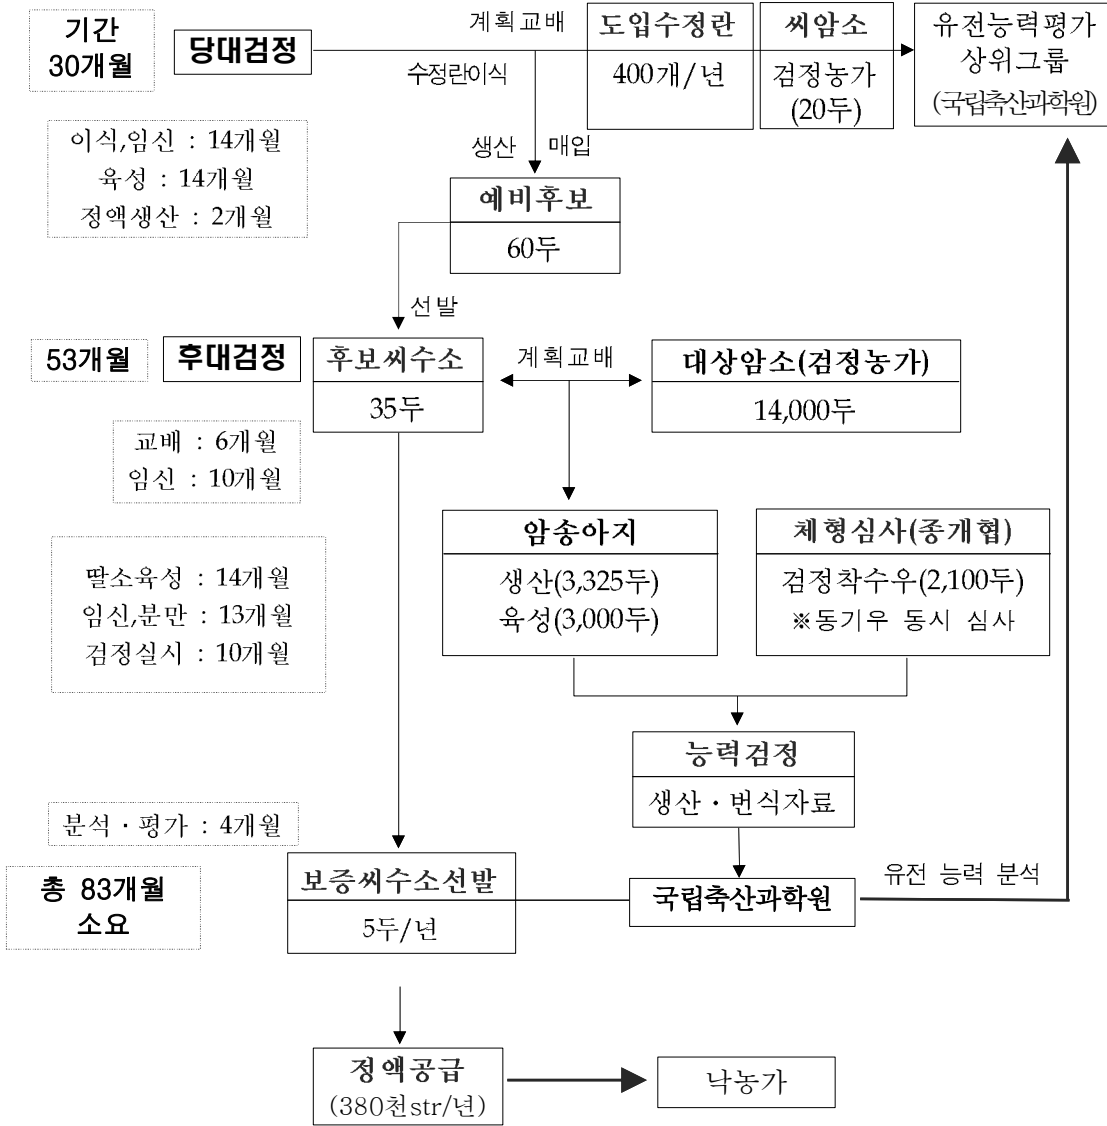 기간
30개월
당대검정
계획교배
수정란이식
도입수정란
400개/년
씨암소
검정농가
(20두)
유전능력평가
상위그룹
(국립축산과학원)
이식,임신 : 14개월
육성 : 14개월
정액생산 : 2개월
생산 매입
예비후보
60두
선발
53개월
후대검정
후보씨수소
35두
계획교배
대상암소(검정농가)
14,000두
교배 : 6개월
임신 : 10개월
암송아지
생산(3,325두)
육성(3,000두)
체형심사(종개협)
검정착수우(2,100두)
※동기우 동시 심사
딸소육성 : 14개월
임신,분만 : 13개월
검정실시 : 10개월
능력검정
생산·번식자료
분석·평가 : 4개월
보증씨수소선발
5두/년
국립축산과학원
유전 능력 분석
총 83개월
소요
정액공급
(380천str/년)
낙농가